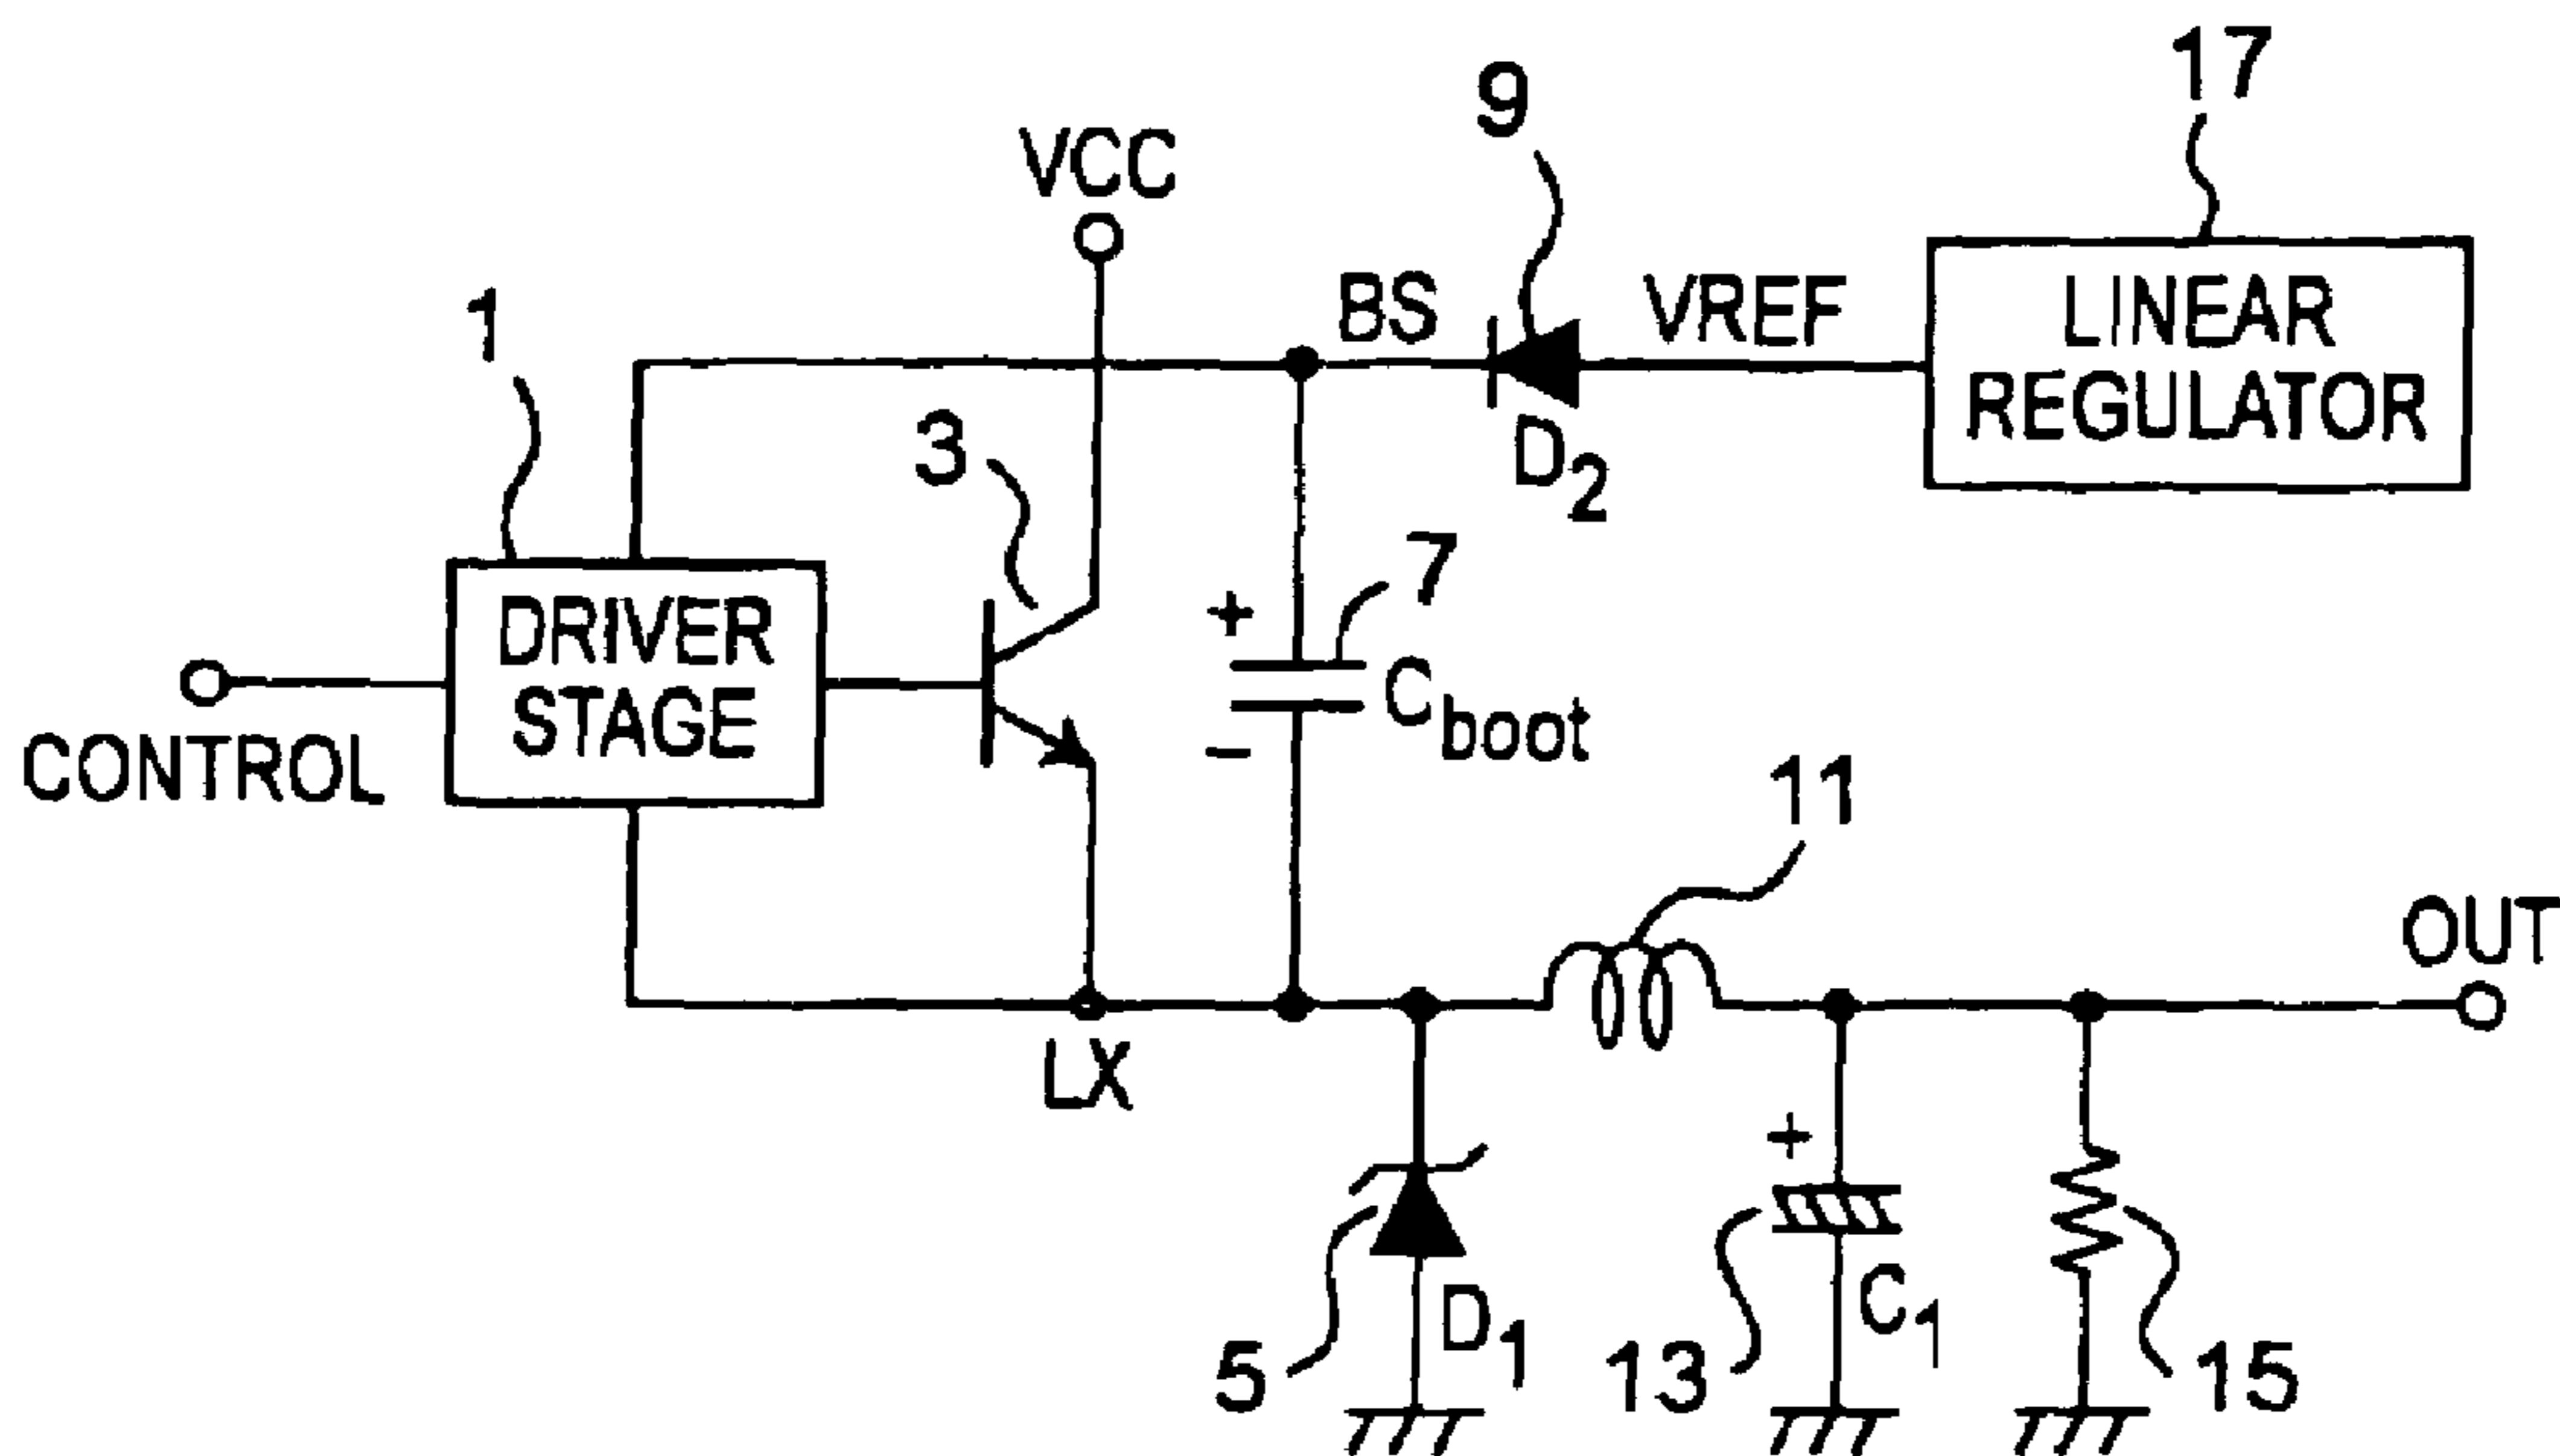 17
9
VCC
1
BS
VREF
LINEAR
REGULATOR
D2
3
7
DRIVER
STAGE
+
Cboot
−
CONTROL
11
OUT
LX
+
5
D1
13
C1
15